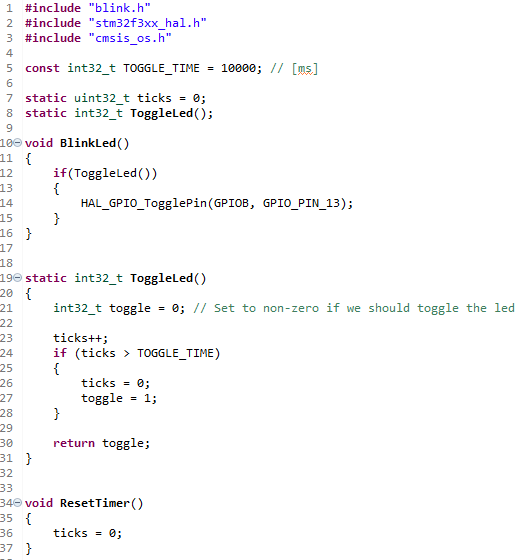 1 #include "blink.h"
2 #include "stm32f3xx_hal.h"
3 #include "cmsis_os.h"
4
5 const int32_t TOGGLE_TIME = 10000; // [ms]
6
7 static uint32_t ticks = 0;
8 static int32_t ToggleLed();
9
10 void BlinkLed()
11 {
12     if(ToggleLed())
13     {
14         HAL_GPIO_TogglePin(GPIOB, GPIO_PIN_13);
15     }
16 }
17
18
19 static int32_t ToggleLed()
20 {
21     int32_t toggle = 0; // Set to non-zero if we should toggle the led
22
23     ticks++;
24     if (ticks > TOGGLE_TIME)
25     {
26         ticks = 0;
27         toggle = 1;
28     }
29
30     return toggle;
31 }
32
33
34 void ResetTimer()
35 {
36     ticks = 0;
37 }